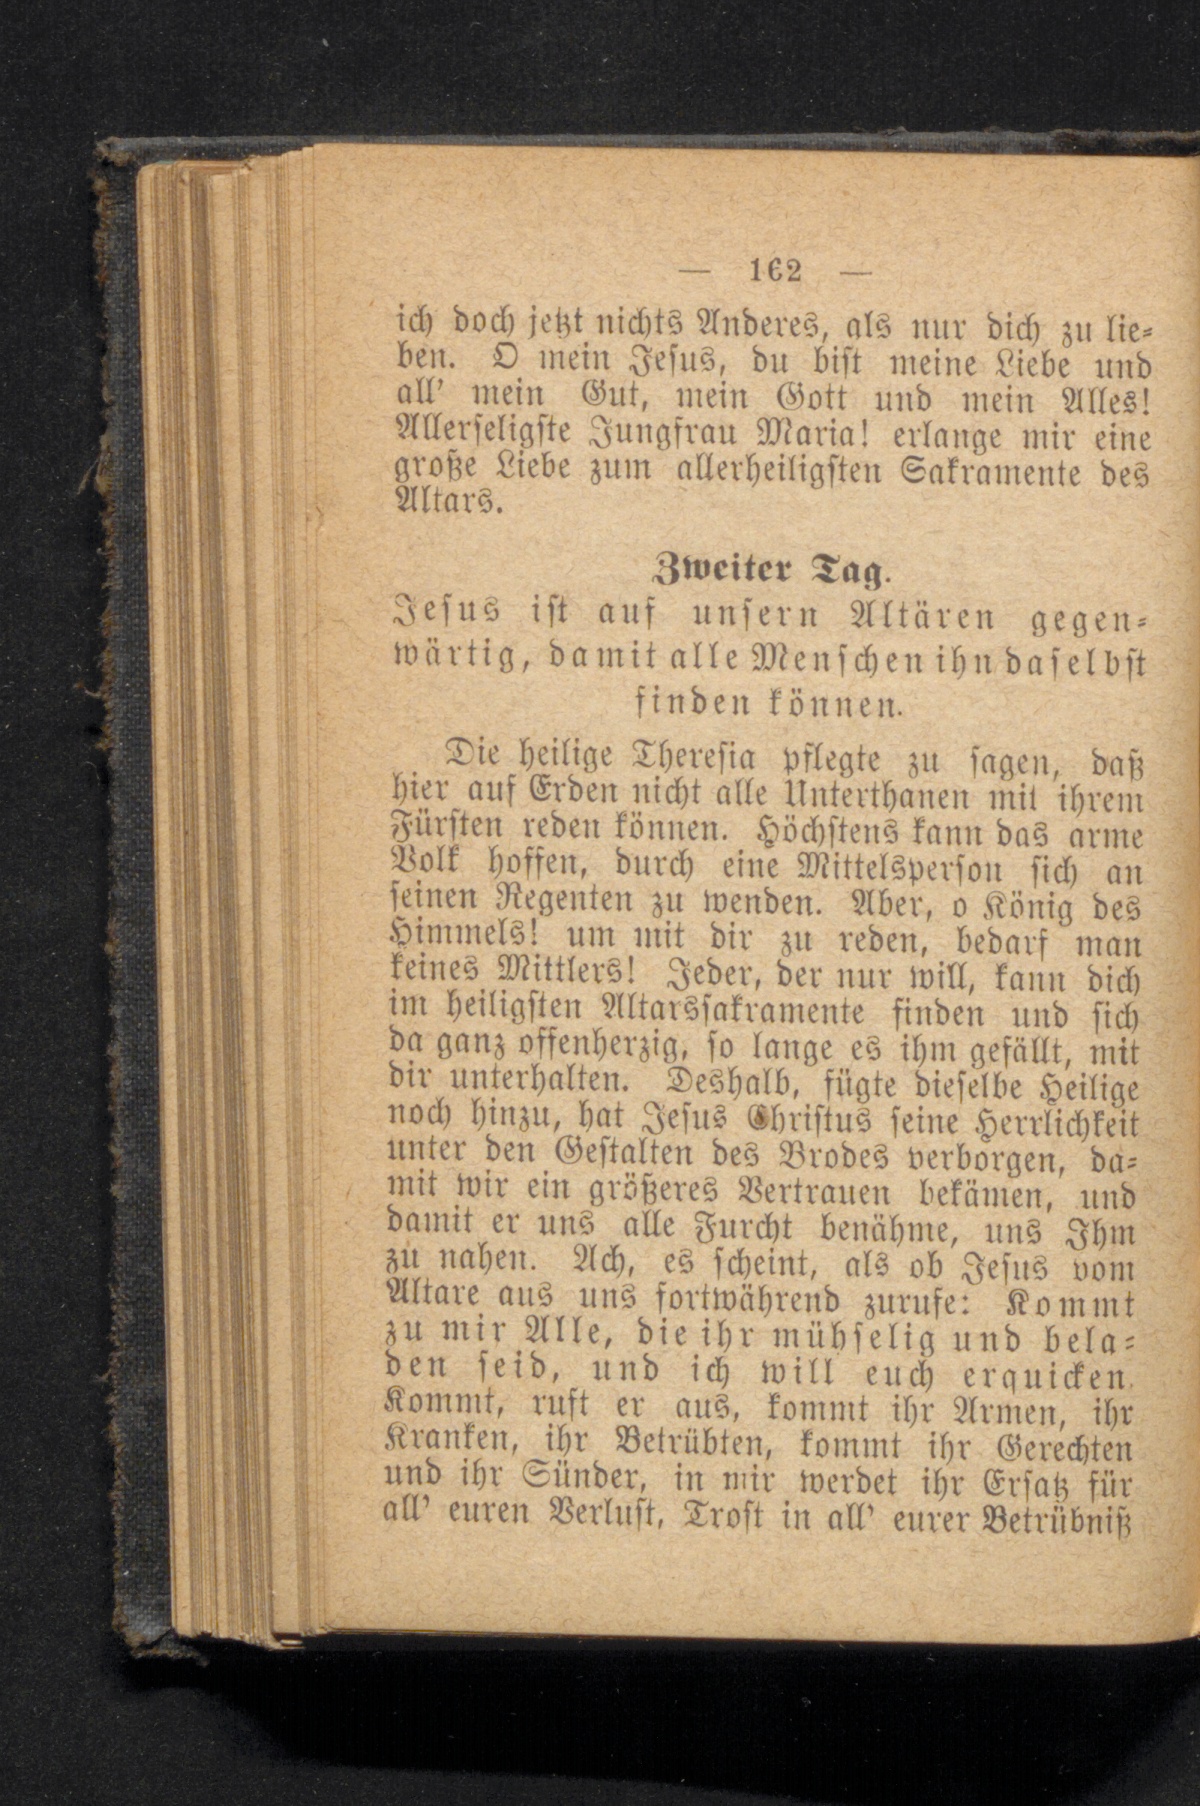 — 162 —
ich doch jetzt nichts Anderes, als nur dich zu lie-
ben. O mein Jesus, du bist meine Liebe und
all' mein Gut, mein Gott und mein Alles!
Allerseligste Jungfrau Maria! erlange mir eine
große Liebe zum allerheiligsten Sakramente des
Altars.
Zweiter Tag.
Jesus ist auf unsern Altären gegen-
wärtig, damit alle Menschen ihn daselbst
finden können.
Die heilige Theresia pflegte zu sagen, daß
hier auf Erden nicht alle Unterthanen mit ihrem
Fürsten reden können. Höchstens kann das arme
Volk hoffen, durch eine Mittelsperson sich an
seinen Regenten zu wenden. Aber, o König des
Himmels! um mit dir zu reden, bedarf man
keines Mittlers! Jeder, der nur will, kann dich
im heiligsten Altarssakramente finden und sich
da ganz offenherzig, so lange es ihm gefällt, mit
dir unterhalten. Deshalb, fügte dieselbe Heilige
noch hinzu, hat Jesus Christus seine Herrlichkeit
unter den Gestalten des Brodes verborgen, da-
mit wir ein größeres Vertrauen bekämen, und
damit er uns alle Furcht benähme, uns Ihm
zu nahen. Ach, es scheint, als ob Jesus vom
Altare aus uns fortwährend zurufe: Kommt
zu mir Alle, die ihr mühselig und bela-
den seid, und ich will euch erquicken.
Kommt, ruft er aus, kommt ihr Armen, ihr
Kranken, ihr Betrübten, kommt ihr Gerechten
und ihr Sünder, in mir werdet ihr Ersatz für
all' euren Verlust, Trost in all' eurer Betrübniß